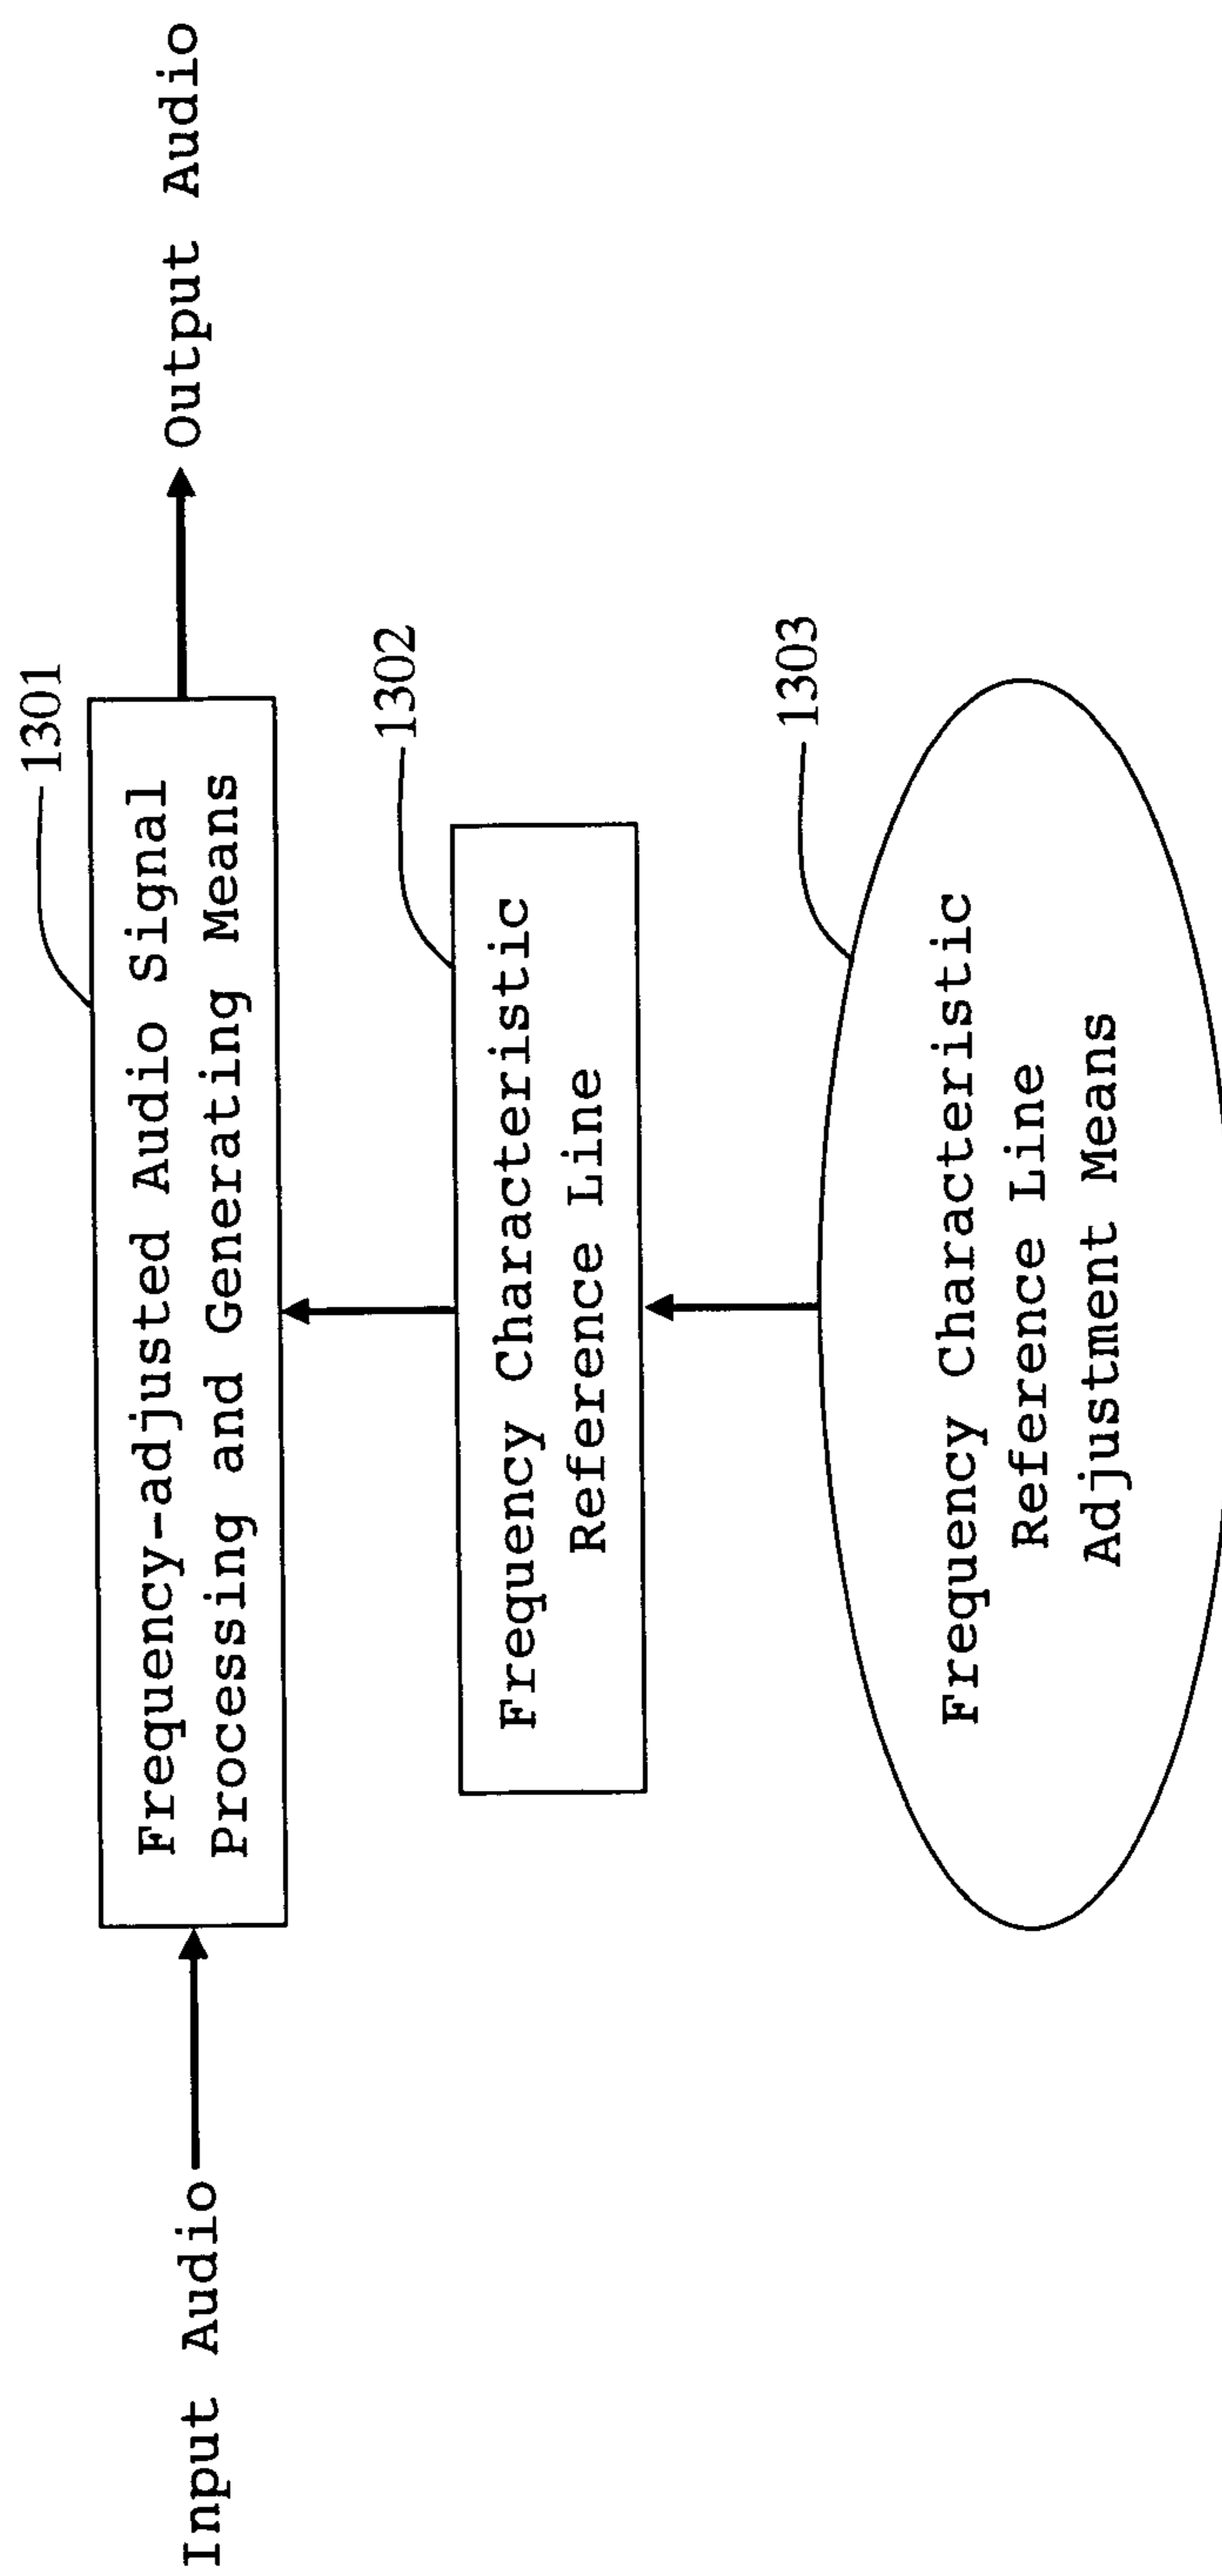 1301
Input Audio
Frequency-adjusted Audio Signal
Processing and Generating Means
Output Audio
1302
Frequency Characteristic
Reference Line
1303
Frequency Characteristic
Reference Line
Adjustment Means